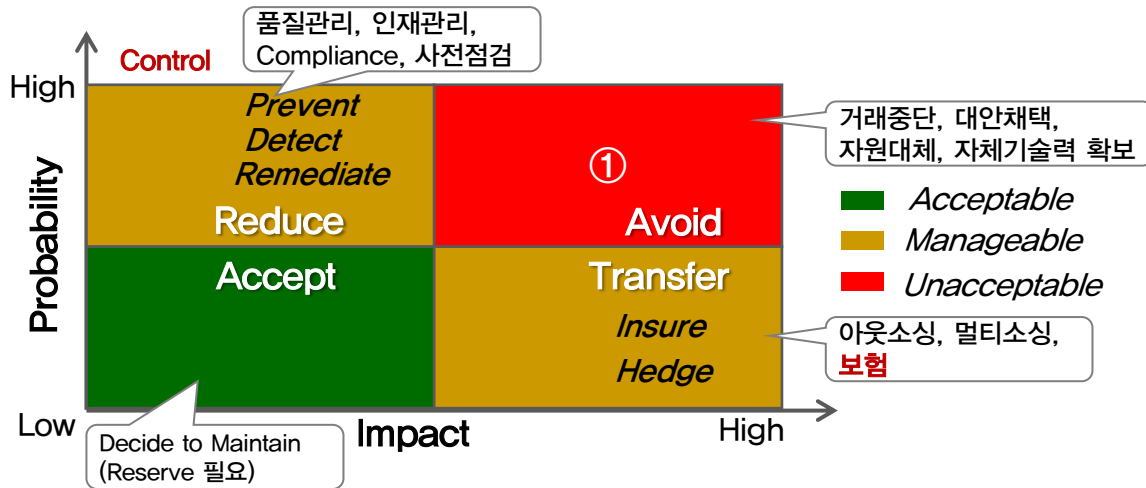 품질관리, 인재관리,
Compliance, 사전점검
Control
High
Prevent
Detect
Remediate
Reduce
①
Avoid
거래중단, 대안채택,
자원대체, 자체기술력 확보
Acceptable
Manageable
Unacceptable
Probability
Accept
Transfer
Insure
Hedge
아웃소싱, 멀티소싱,
보험
Low
Decide to Maintain
(Reserve 필요)
Impact
High